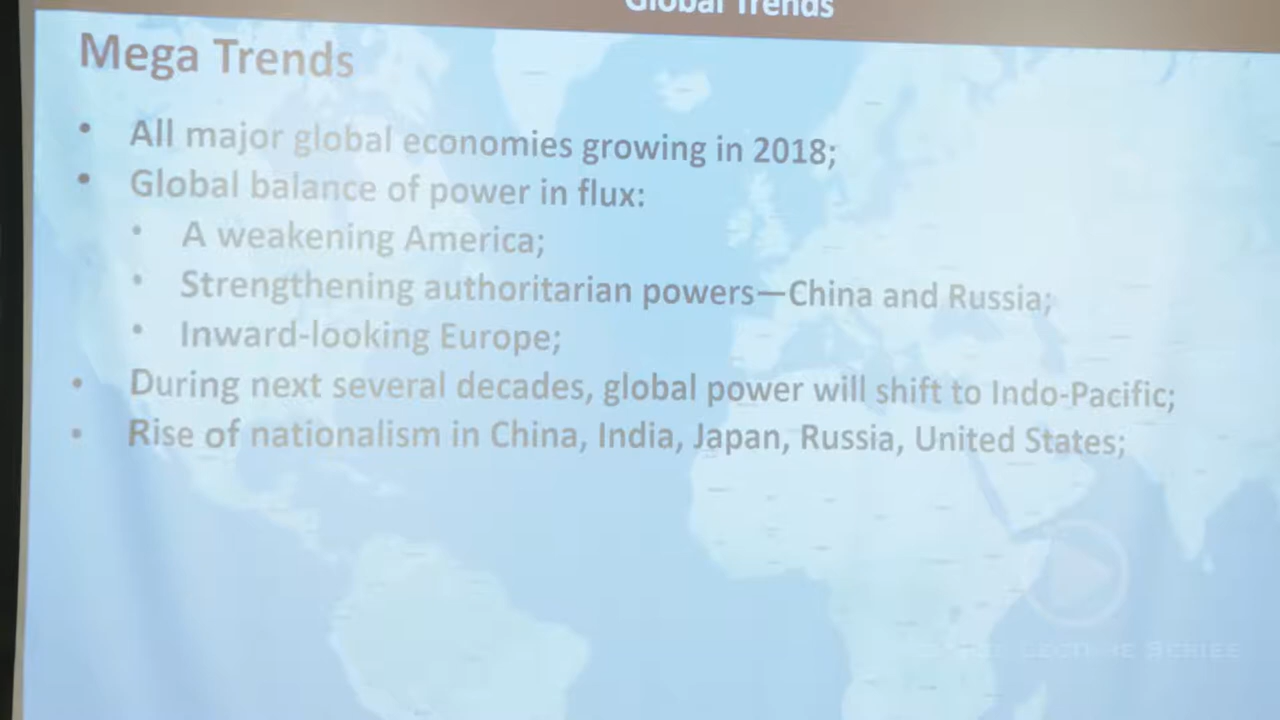 Global Trends
Mega Trends
• All major global economies growing in 2018;
• Global balance of power in flux:
• A weakening America;
• Strengthening authoritarian powers—China and Russia;
• Inward-looking Europe;
• During next several decades, global power will shift to Indo-Pacific;
• Rise of nationalism in China, India, Japan, Russia, United States;
LECTURE SERIES